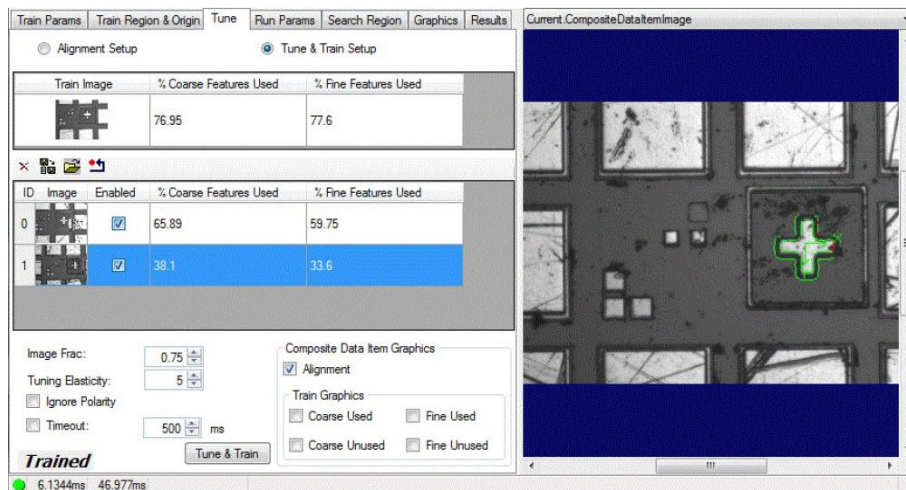 Train Params Train Region & Origin Tune Run Params Search Region Graphics Results
Current.CompositeDataItemImage
Alignment Setup Tune & Train Setup
Train Image % Coarse Features Used % Fine Features Used
76.95 77.6
ID Image Enabled % Coarse Features Used % Fine Features Used
0 65.89 59.75
1 38.1 33.6
Image Frac: 0.75
Tuning Elasticity: 5
Ignore Polarity
Timeout: 500 ms
Tune & Train
Trained
Composite Data Item Graphics
Alignment
Train Graphics
Coarse Used Fine Used
Coarse Unused Fine Unused
6.1344ms 46.977ms